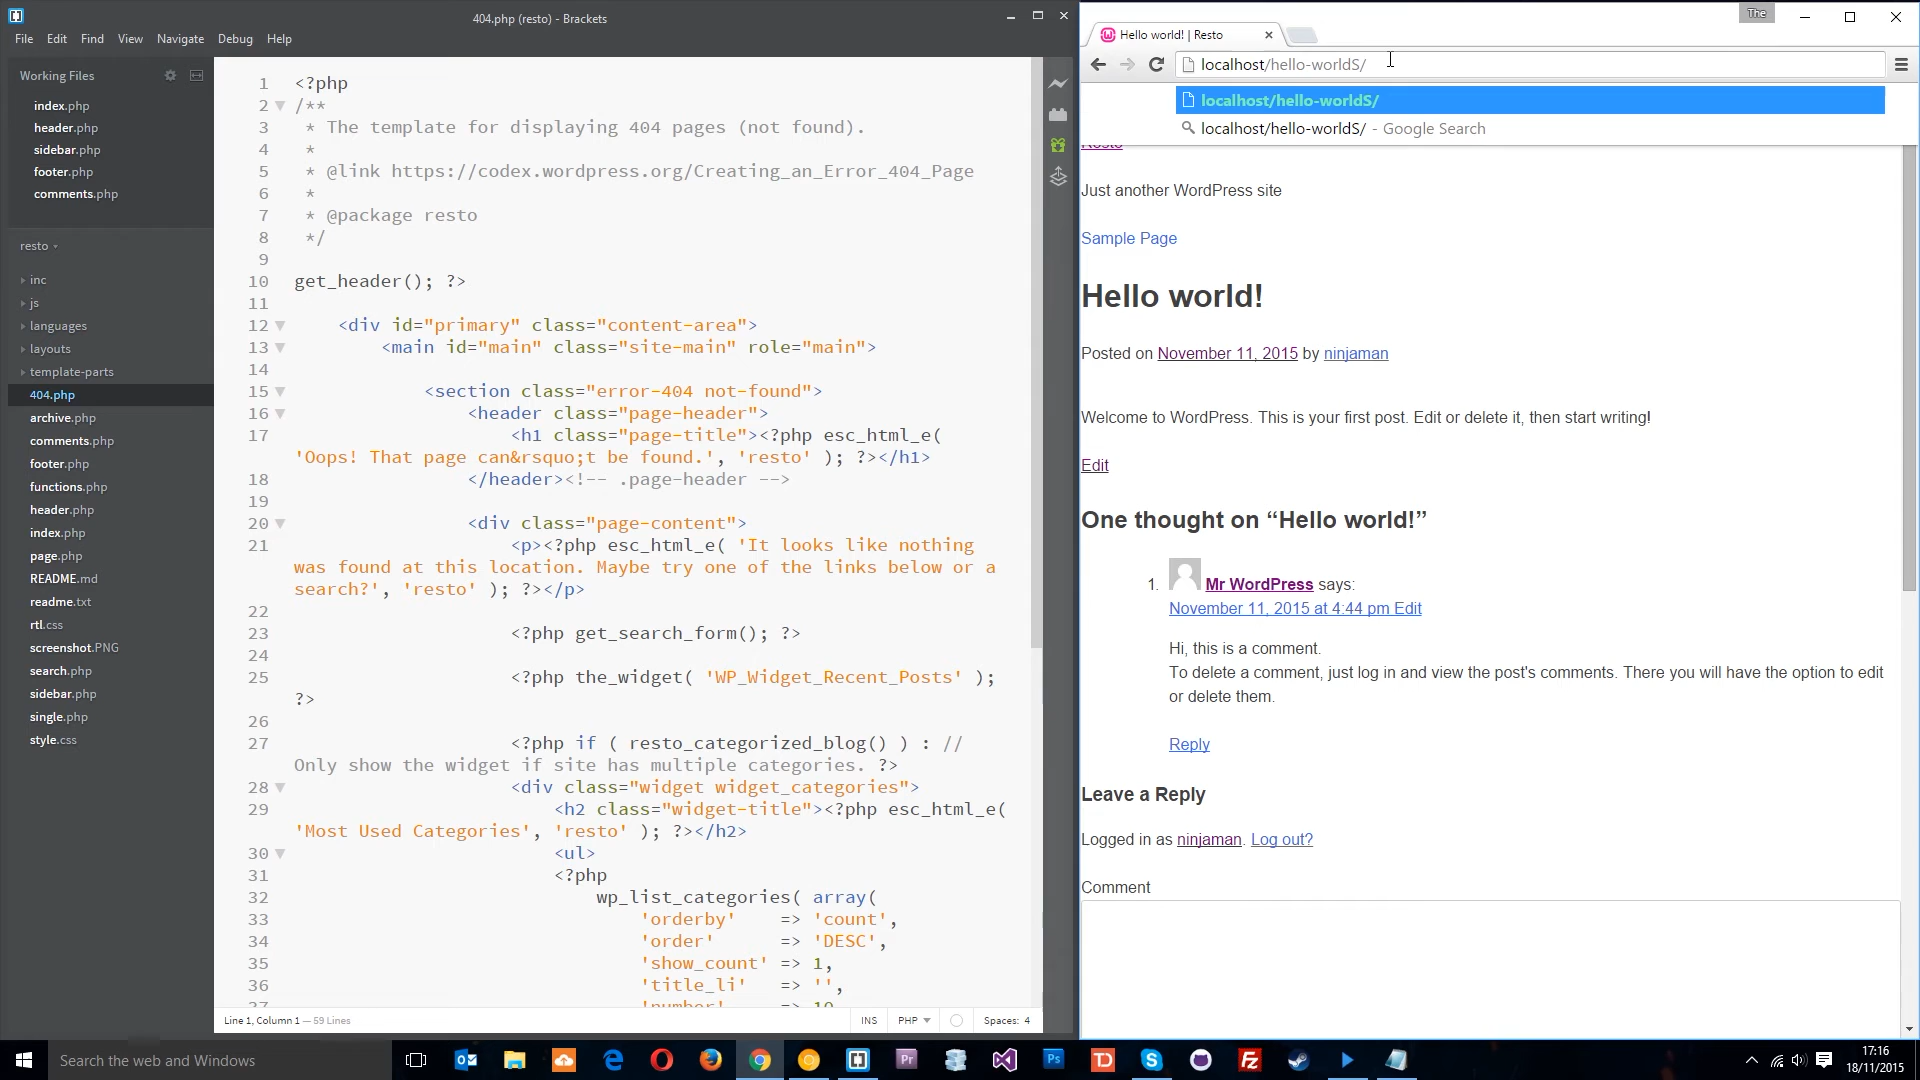 404.php (resto) - Brackets
File Edit Find View Navigate Debug Help
Working Files
index.php
header.php
sidebar.php
footer.php
comments.php
resto
inc
js
languages
layouts
template-parts
404.php
archive.php
comments.php
footer.php
functions.php
header.php
index.php
page.php
README.md
readme.txt
rtl.css
screenshot.PNG
search.php
sidebar.php
single.php
style.css
1 <?php
2 /**
3 * The template for displaying 404 pages (not found).
4 *
5 * @link https://codex.wordpress.org/Creating_an_Error_404_Page
6 *
7 * @package resto
8 */
9
10 get_header(); ?>
11
12 <div id="primary" class="content-area">
13 <main id="main" class="site-main" role="main">
14
15 <section class="error-404 not-found">
16 <header class="page-header">
17 <h1 class="page-title"><?php esc_html_e(
'Oops! That page can&rsquo;t be found.', 'resto' ); ?></h1>
18 </header><!-- .page-header -->
19
20 <div class="page-content">
21 <p><?php esc_html_e( 'It looks like nothing
was found at this location. Maybe try one of the links below or a
search?', 'resto' ); ?></p>
22
23 <?php get_search_form(); ?>
24
25 <?php the_widget( 'WP_Widget_Recent_Posts' );
?>
26
27 <?php if ( resto_categorized_blog() ) : //
Only show the widget if site has multiple categories. ?>
28 <div class="widget widget_categories">
29 <h2 class="widget-title"><?php esc_html_e(
'Most Used Categories', 'resto' ); ?></h2>
30 <ul>
31 <?php
32 wp_list_categories( array(
33 'orderby' => 'count',
34 'order' => 'DESC',
35 'show_count' => 1,
36 'title_li' => '',
37 'number' => 10,
Line 1, Column 1 — 59 Lines
INS PHP Spaces: 4
The
Hello world! | Resto
localhost/hello-worldS/
localhost/hello-worldS/
localhost/hello-worldS/ - Google Search
Resto
Just another WordPress site
Sample Page
Hello world!
Posted on November 11, 2015 by ninjaman
Welcome to WordPress. This is your first post. Edit or delete it, then start writing!
Edit
One thought on “Hello world!”
1. Mr WordPress says:
November 11, 2015 at 4:44 pm Edit
Hi, this is a comment.
To delete a comment, just log in and view the post's comments. There you will have the option to edit
or delete them.
Reply
Leave a Reply
Logged in as ninjaman. Log out?
Comment
Search the web and Windows
Pr
Ps
TD
17:16
18/11/2015